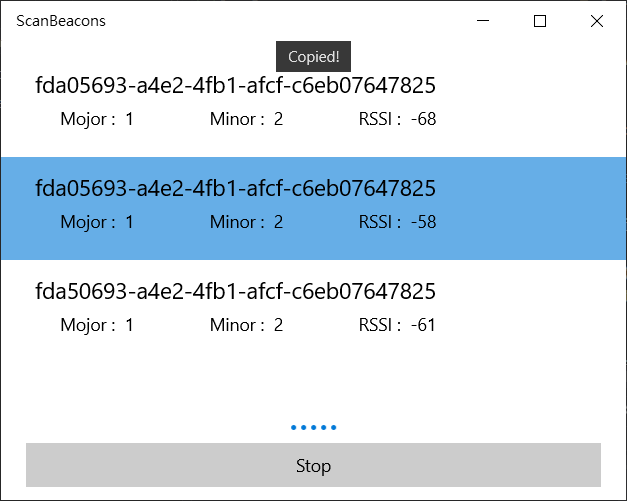 ScanBeacons
Copied!
fda05693-a4e2-4fb1-afcf-c6eb07647825
Mojor : 1 Minor : 2 RSSI : -68
fda05693-a4e2-4fb1-afcf-c6eb07647825
Mojor : 1 Minor : 2 RSSI : -58
fda50693-a4e2-4fb1-afcf-c6eb07647825
Mojor : 1 Minor : 2 RSSI : -61
Stop